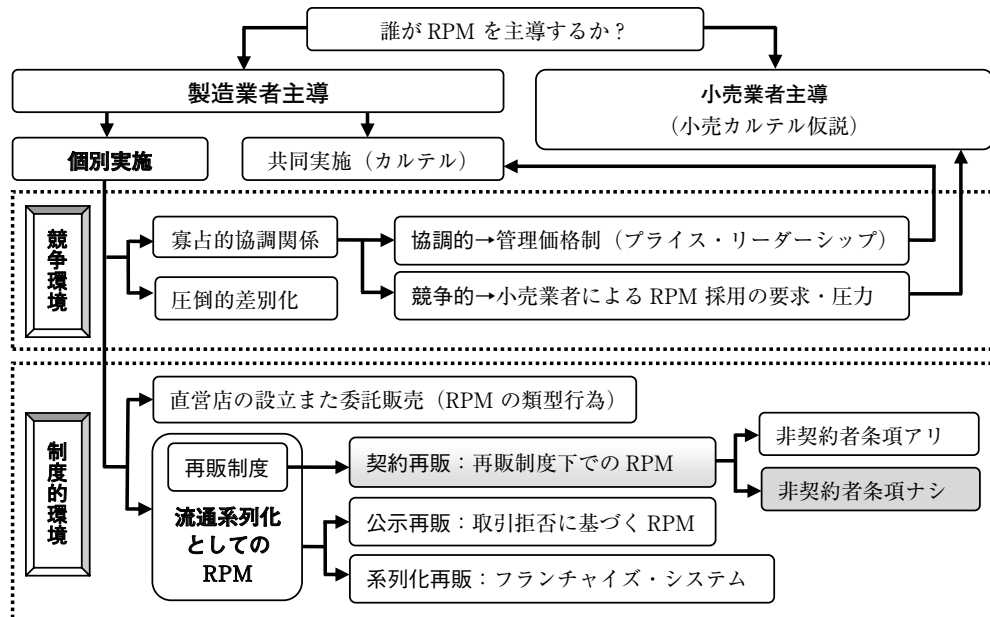 誰が RPM を主導するか？
製造業者主導
小売業者主導
（小売カルテル仮説）
個別実施
共同実施（カルテル）
競争環境
寡占的協調関係
協調的→管理価格制（プライス・リーダーシップ）
圧倒的差別化
競争的→小売業者による RPM 採用の要求・圧力
制度的環境
直営店の設立また委託販売（RPM の類型行為）
再販制度
流通系列化
としての
RPM
契約再販：再販制度下での RPM
非契約者条項アリ
非契約者条項ナシ
公示再販：取引拒否に基づく RPM
系列化再販：フランチャイズ・システム